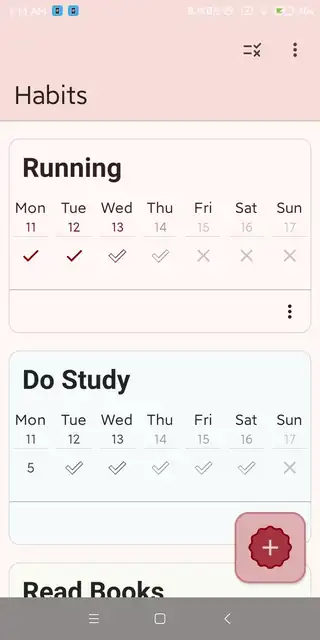 Habits
Running
Mon Tue Wed Thu Fri Sat Sun
11 12 13 14 15 16 17
Do Study
Mon Tue Wed Thu Fri Sat Sun
11 12 13 14 15 16 17
5
Read Books